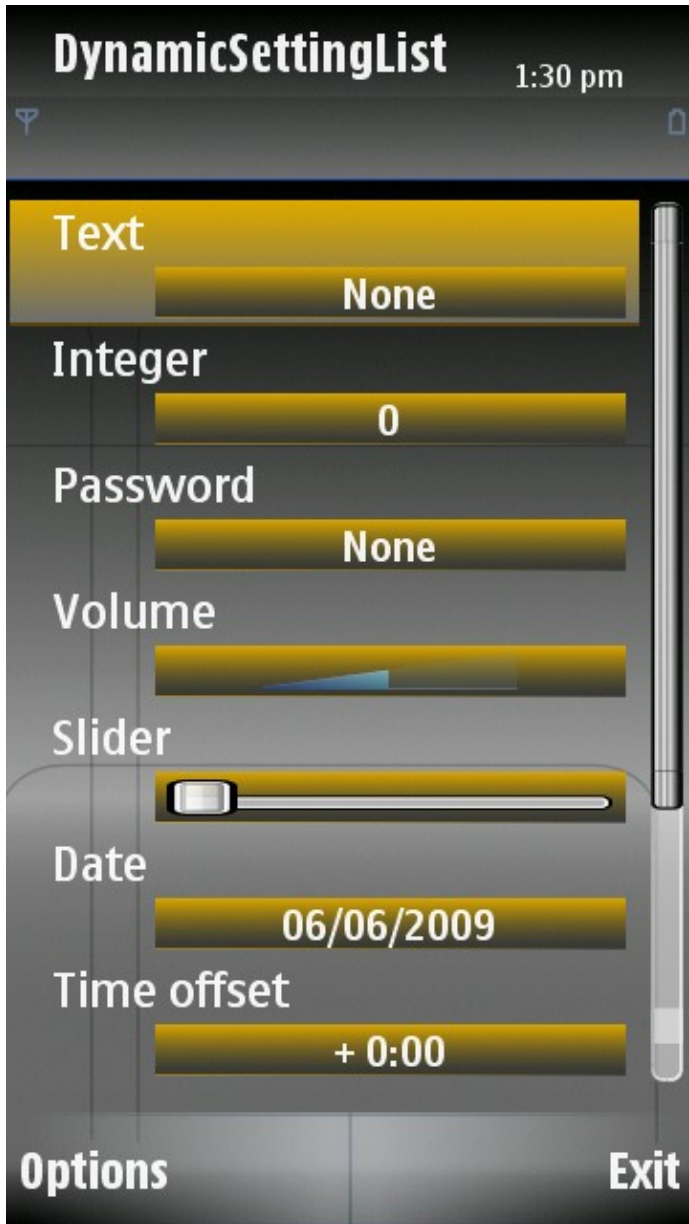 DynamicSettingList
1:30 pm
Text
None
Integer
0
Password
None
Volume
Slider
Date
06/06/2009
Time offset
+ 0:00
Options
Exit